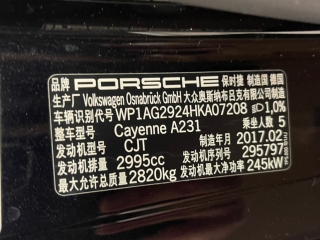 品牌 PORSCHE 保时捷 制造国 德国
生产厂 Volkswagen Osnabrück GmbH 大众奥斯纳布吕克有限公司
车辆识别代号 WP1AG2924HKA07208 1,0%
整车型号 Cayenne A231 乘坐人数 5
发动机型号 CJT 制造年月 2017.02
发动机排量 2995cc 发动机号 295797
最大允许总质量 2820kg 发动机最大净功率 245kW